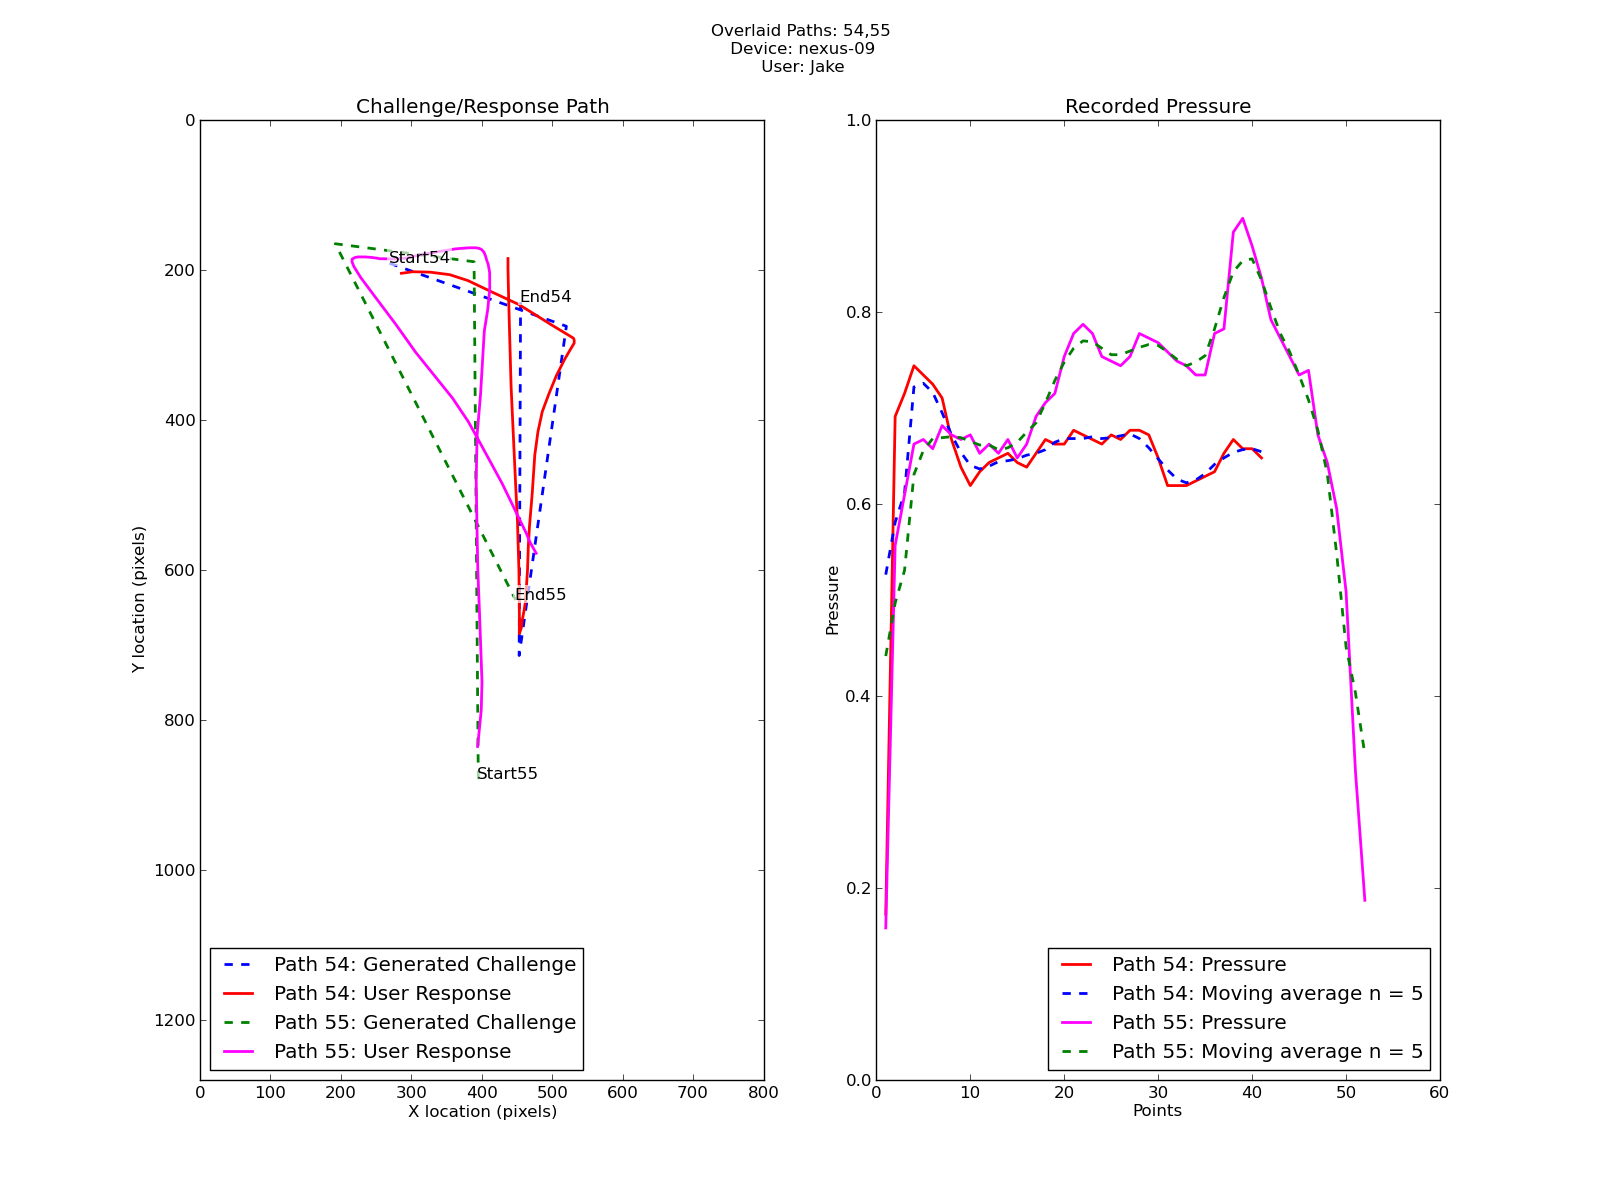 Overlaid Paths: 54,55
Device: nexus-09
User: Jake
Challenge/Response Path
0
200
400
600
800
1000
1200
Y location (pixels)
Start54
End54
End55
Start55
Path 54: Generated Challenge
Path 54: User Response
Path 55: Generated Challenge
Path 55: User Response
0 100 200 300 400 500 600 700 800
X location (pixels)
Recorded Pressure
1.0
0.8
0.6
0.4
0.2
0.0
Pressure
Path 54: Pressure
Path 54: Moving average n = 5
Path 55: Pressure
Path 55: Moving average n = 5
0 10 20 30 40 50 60
Points